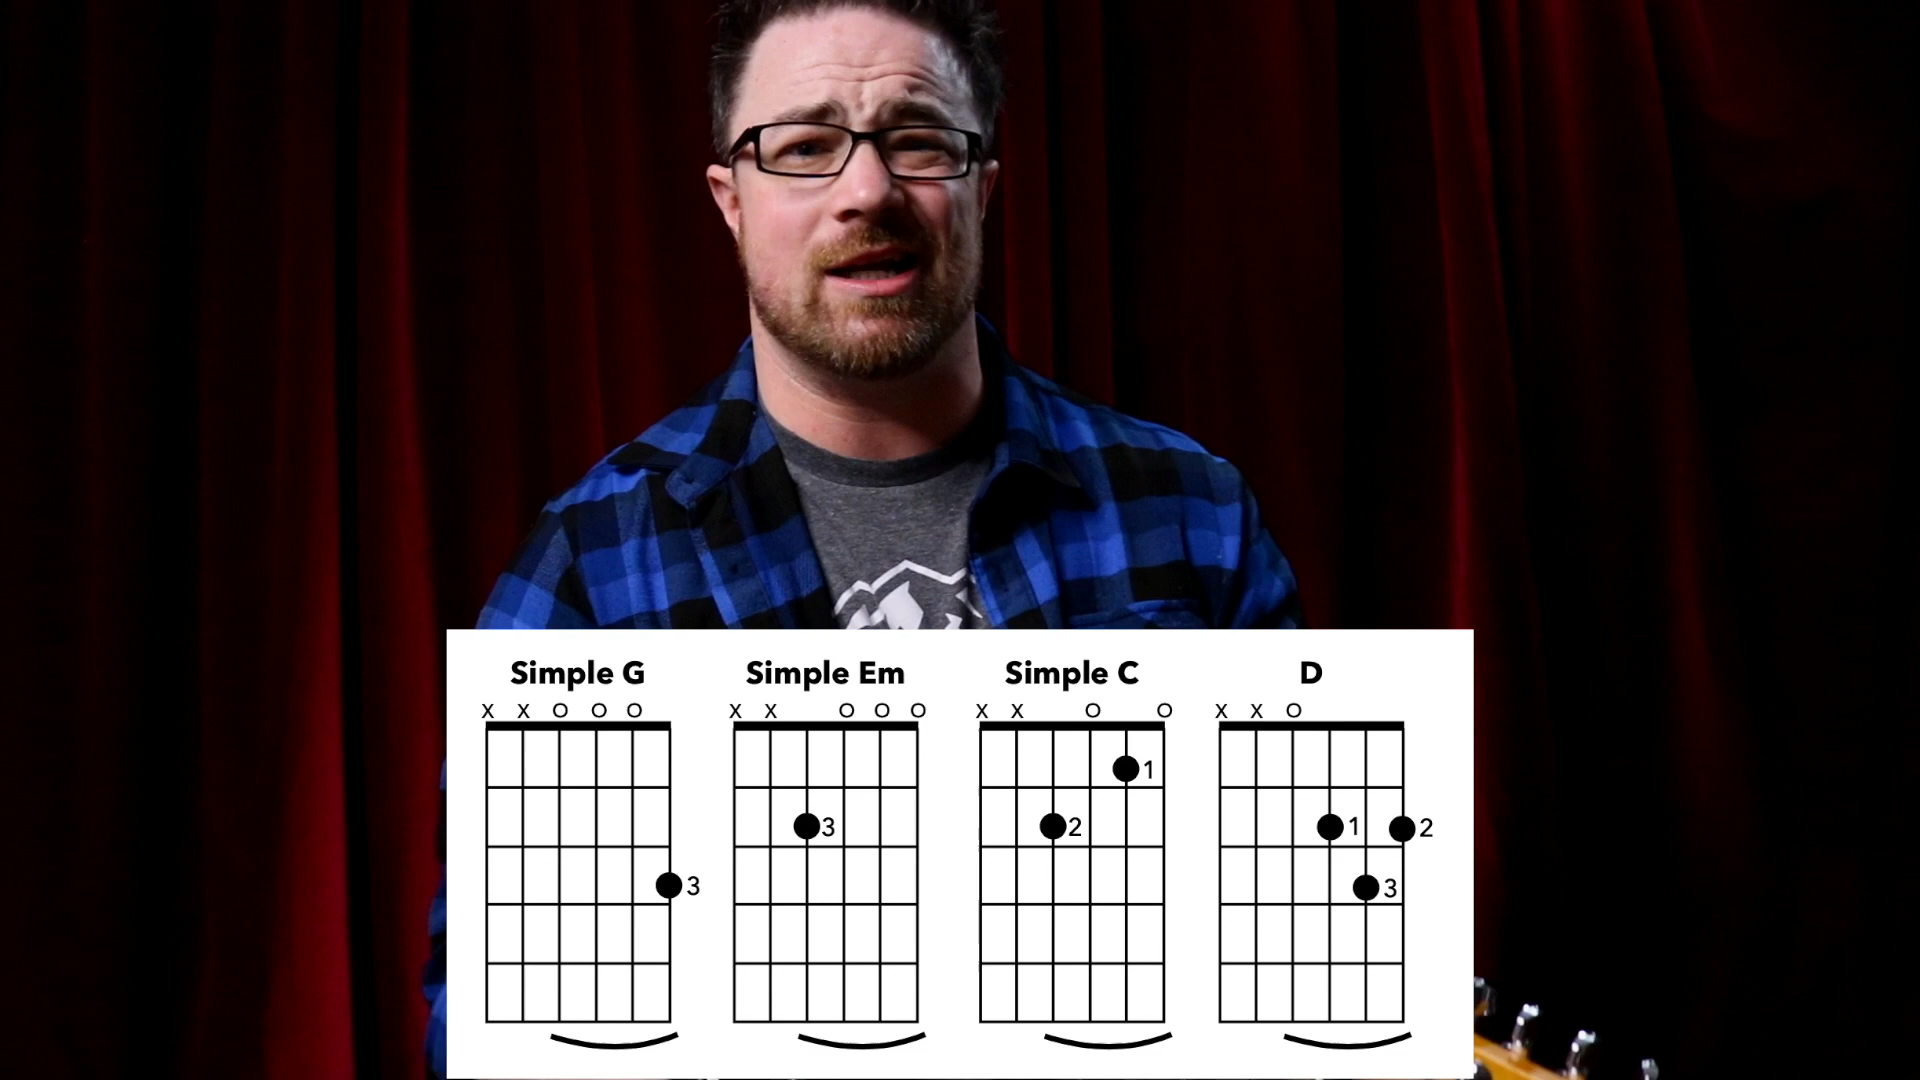 Simple G Simple Em Simple C D
x x o o o x x o o o x x o o x x o
1
3 2 1 2
3 3